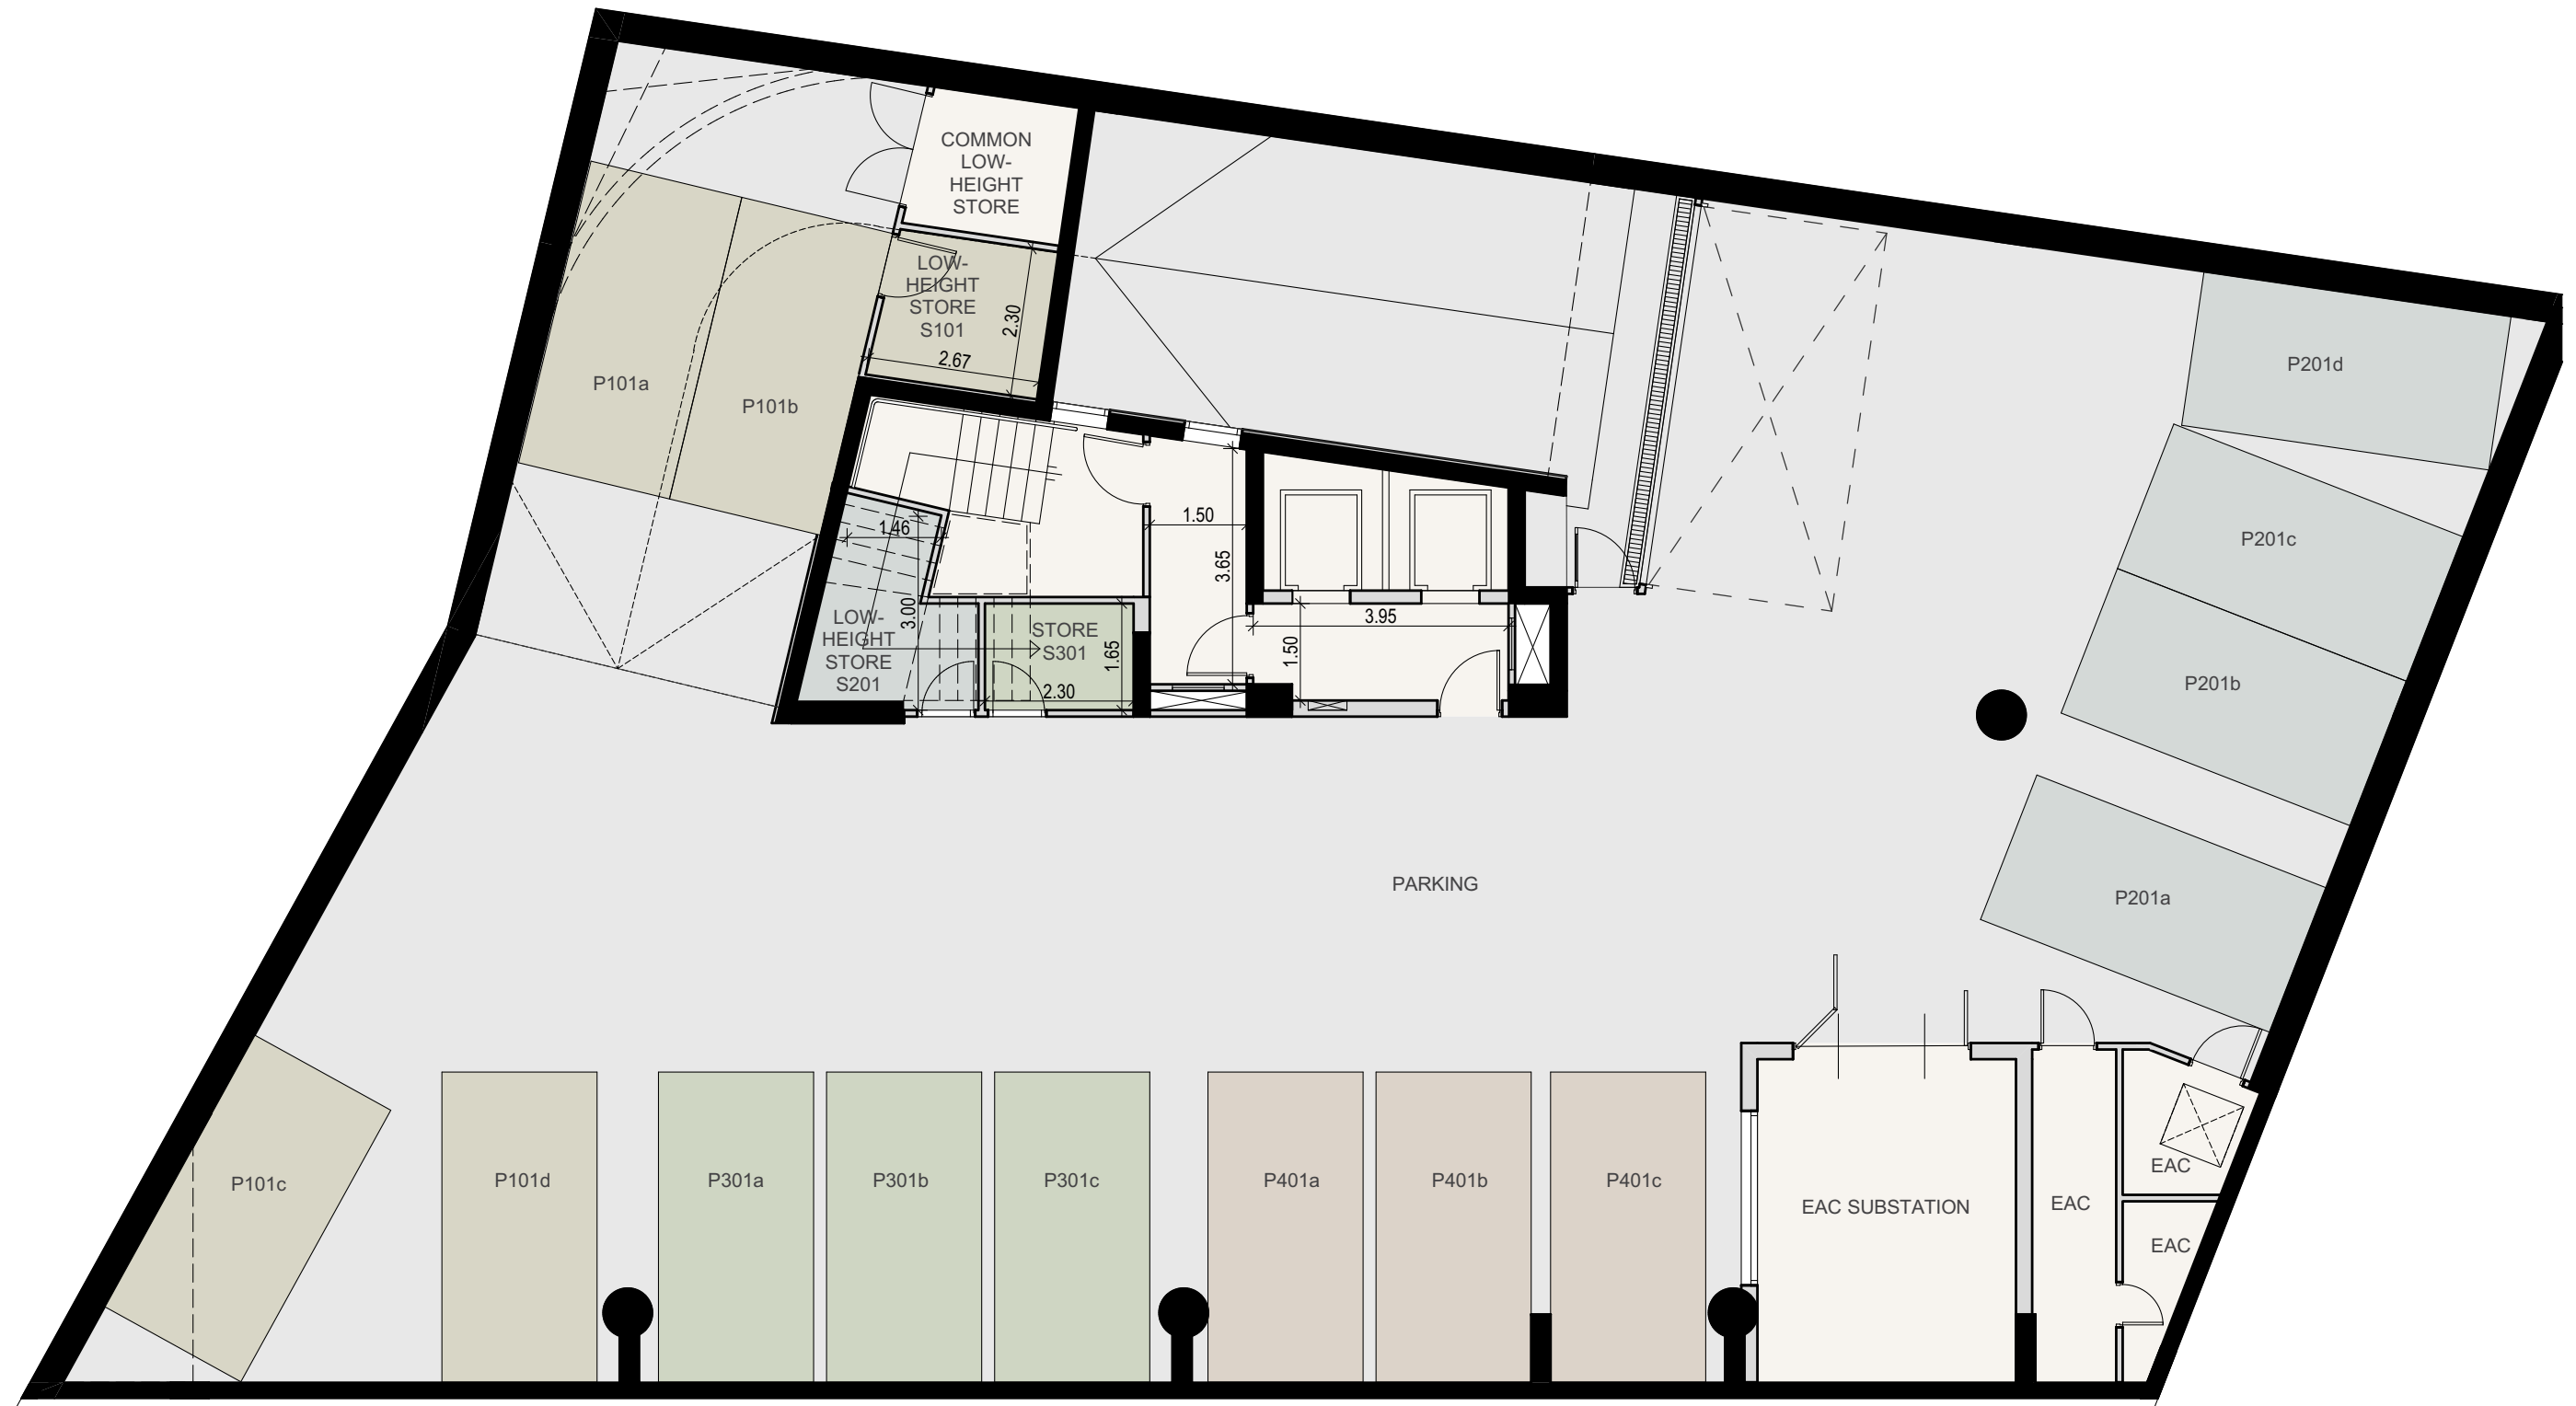 COMMON
LOW-
HEIGHT
STORE
LOW-
HEIGHT
STORE
S101
2.30
2.67
P101a
P101b
P201d
P201c
P201b
P201a
1.46
3.00
LOW-
HEIGHT
STORE
S201
STORE
S301
1.65
2.30
1.50
3.65
3.95
1.50
PARKING
P101c
P101d
P301a
P301b
P301c
P401a
P401b
P401c
EAC SUBSTATION
EAC
EAC
EAC